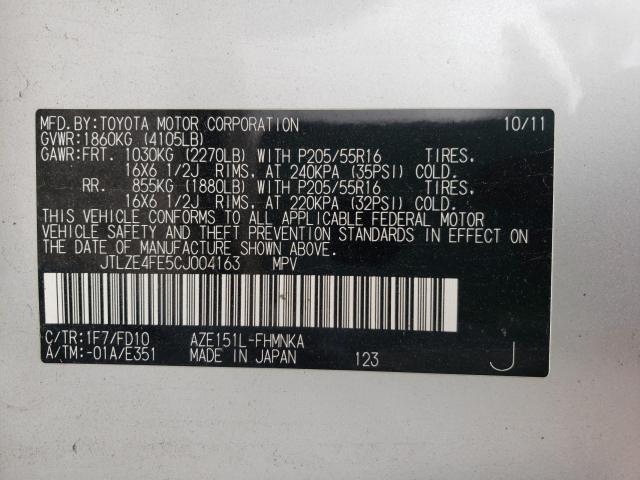 MFD.BY:TOYOTA MOTOR CORPORATION 10/11
GVWR:1860KG (4105LB)
GAWR:FRT. 1030KG (2270LB) WITH P205/55R16 TIRES.
16X6 1/2J RIMS, AT 240KPA (35PSI) COLD.
RR. 855KG (1880LB) WITH P205/55R16 TIRES.
16X6 1/2J RIMS, AT 220KPA (32PSI) COLD.
THIS VEHICLE CONFORMS TO ALL APPLICABLE FEDERAL MOTOR
VEHICLE SAFETY AND THEFT PREVENTION STANDARDS IN EFFECT ON
THE DATE OF MANUFACTURE SHOWN ABOVE.
JTLZE4FE5CJ004163 MPV
C/TR:1F7/FD10 AZE151L-FHMNKA
A/TM:-01A/E351 MADE IN JAPAN 123 J